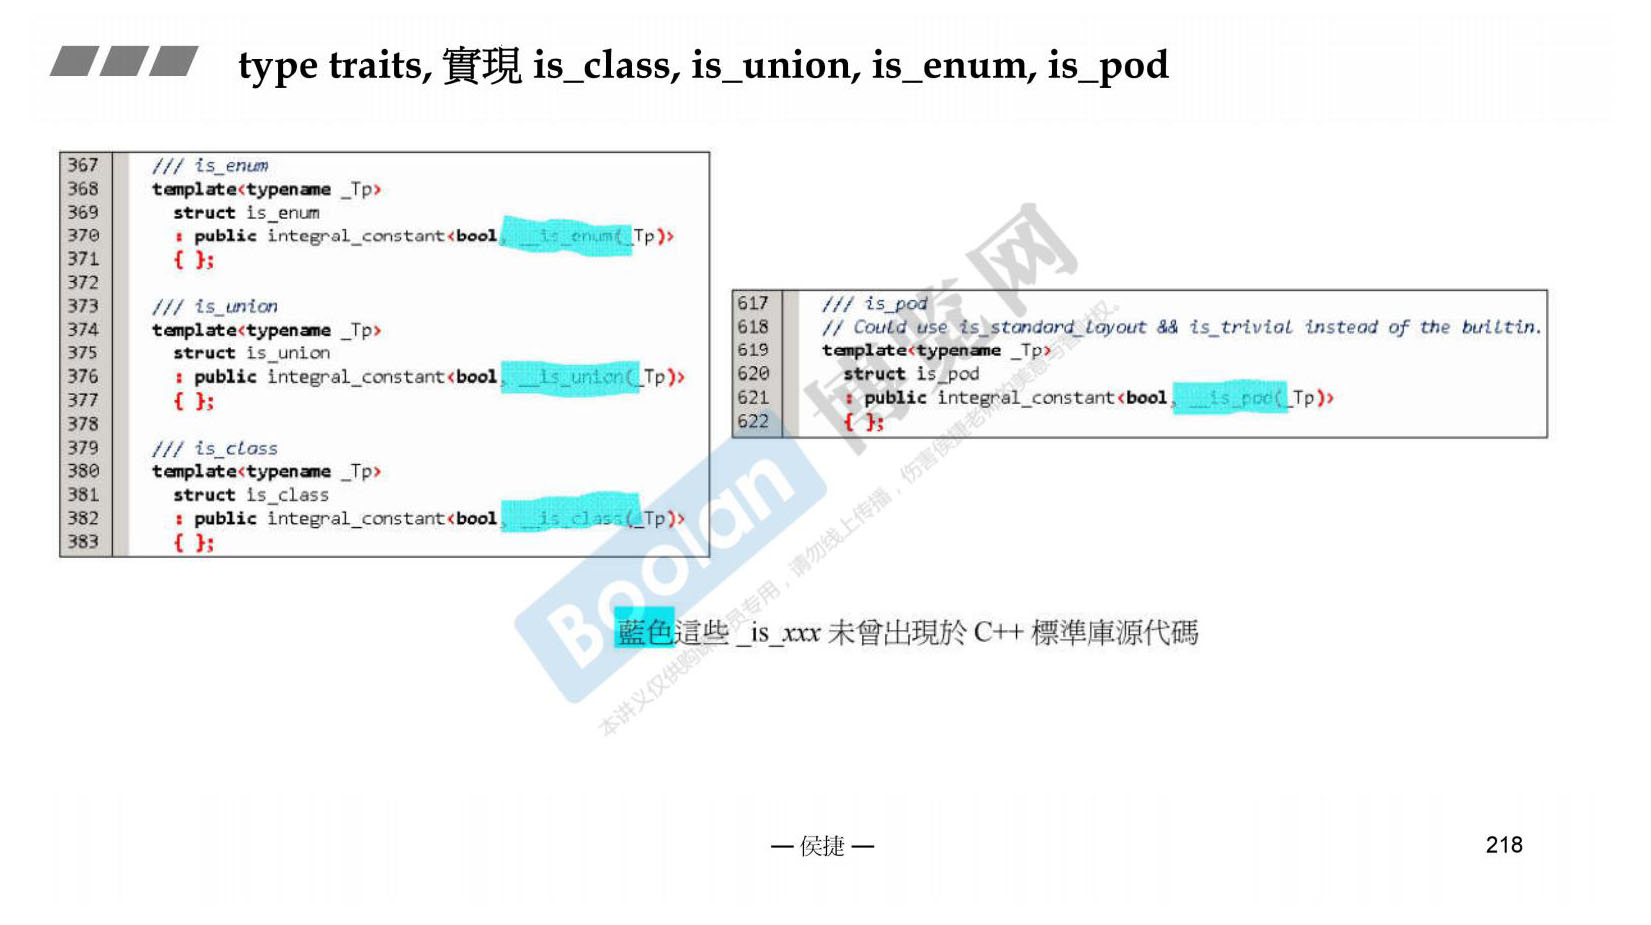 type traits, 實現 is_class, is_union, is_enum, is_pod
367 /// is_enum
368 template<typename _Tp>
369 struct is_enum
370 : public integral_constant<bool, __is_enum(_Tp)>
371 { };
372
373 /// is_union
374 template<typename _Tp>
375 struct is_union
376 : public integral_constant<bool, __is_union(_Tp)>
377 { };
378
379 /// is_class
380 template<typename _Tp>
381 struct is_class
382 : public integral_constant<bool, __is_class(_Tp)>
383 { };
617 /// is_pod
618 // Could use is_standard_layout && is_trivial instead of the builtin.
619 template<typename _Tp>
620 struct is_pod
621 : public integral_constant<bool, __is_pod(_Tp)>
622 { };
Boolan 博览网
本讲义仅供购课学员专用，请勿线上传播，伤害侯捷老师的美意与著作权。
藍色這些 _is_xxx 未曾出現於 C++ 標準庫源代碼
— 侯捷 —
218